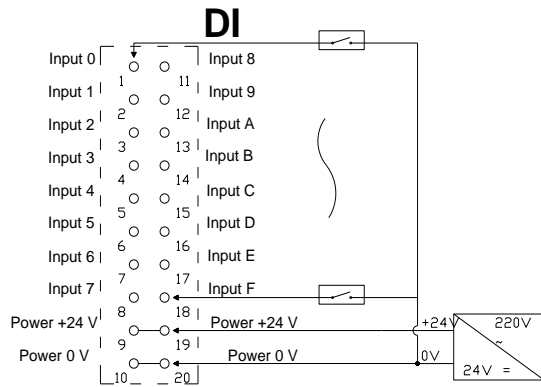 DI
Input 0 Input 8
1 11
Input 1 Input 9
2 12
Input 2 Input A
3 13
Input 3 Input B
4 14
Input 4 Input C
5 15
Input 5 Input D
6 16
Input 6 Input E
7 17
Input 7 Input F
8 18
Power +24 V Power +24 V +24V 220V
9 19 ~
Power 0 V Power 0 V 0V
10 20 24V =